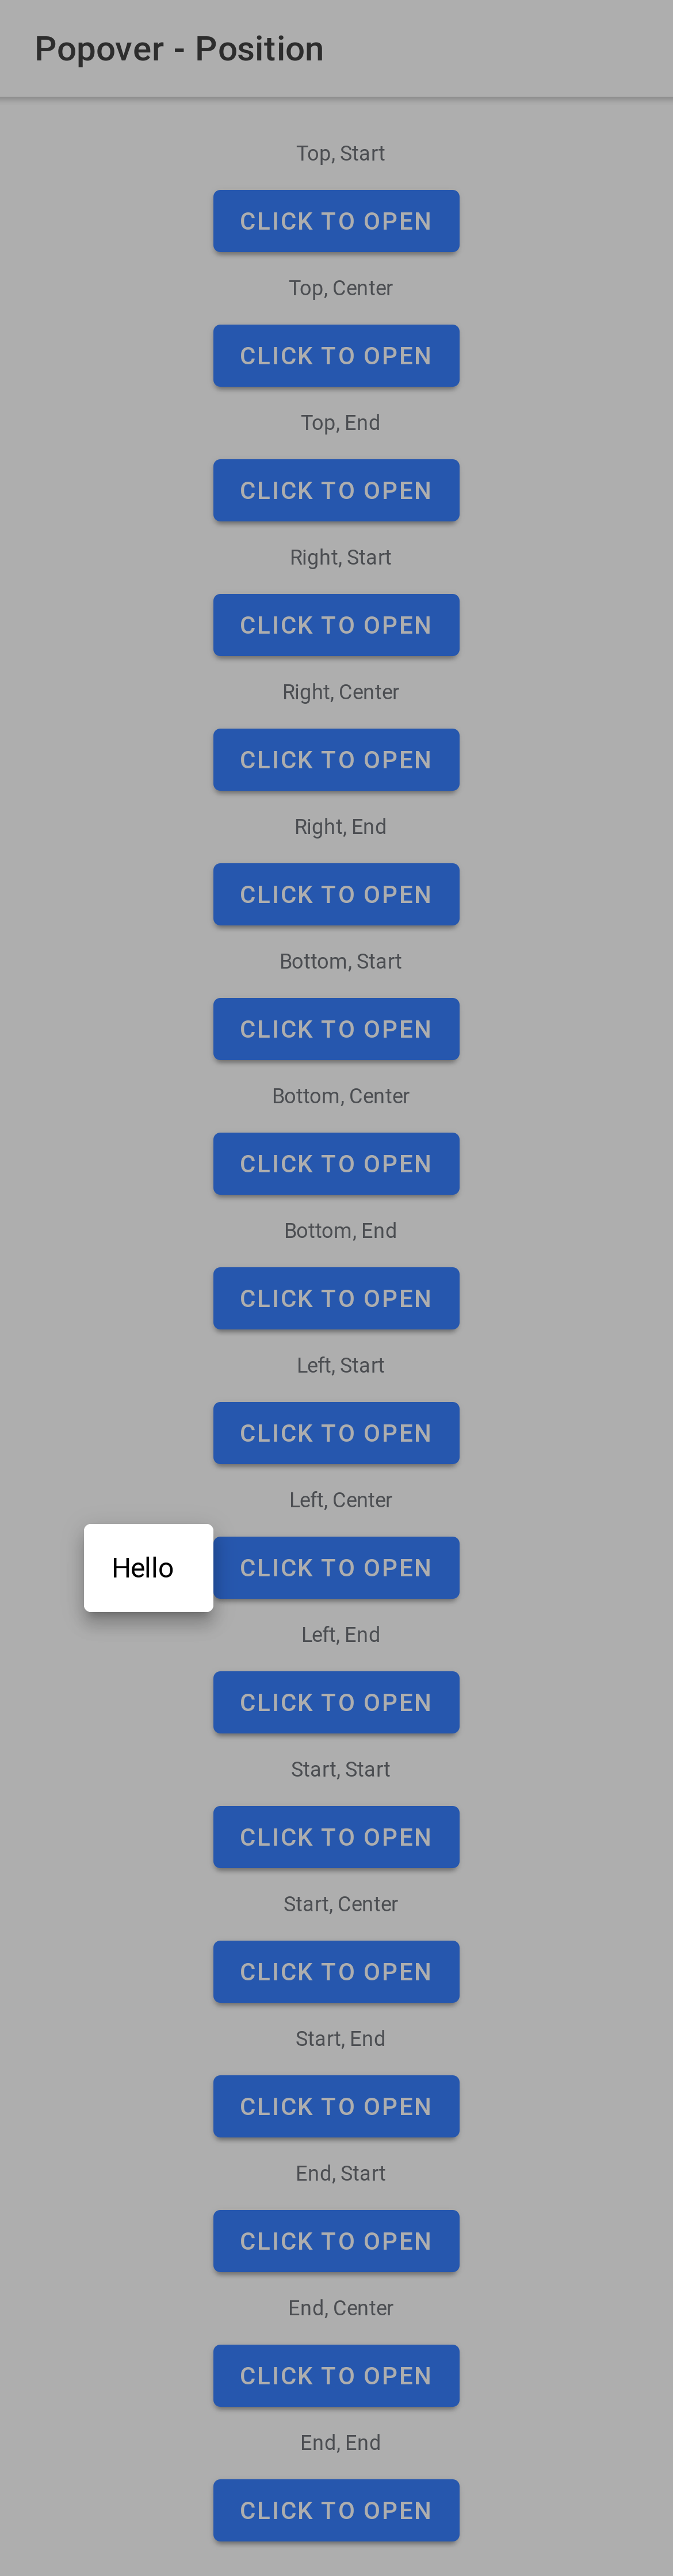 Popover - Position
Top, Start
CLICK TO OPEN
Top, Center
CLICK TO OPEN
Top, End
CLICK TO OPEN
Right, Start
CLICK TO OPEN
Right, Center
CLICK TO OPEN
Right, End
CLICK TO OPEN
Bottom, Start
CLICK TO OPEN
Bottom, Center
CLICK TO OPEN
Bottom, End
CLICK TO OPEN
Left, Start
CLICK TO OPEN
Left, Center
Hello
CLICK TO OPEN
Left, End
CLICK TO OPEN
Start, Start
CLICK TO OPEN
Start, Center
CLICK TO OPEN
Start, End
CLICK TO OPEN
End, Start
CLICK TO OPEN
End, Center
CLICK TO OPEN
End, End
CLICK TO OPEN